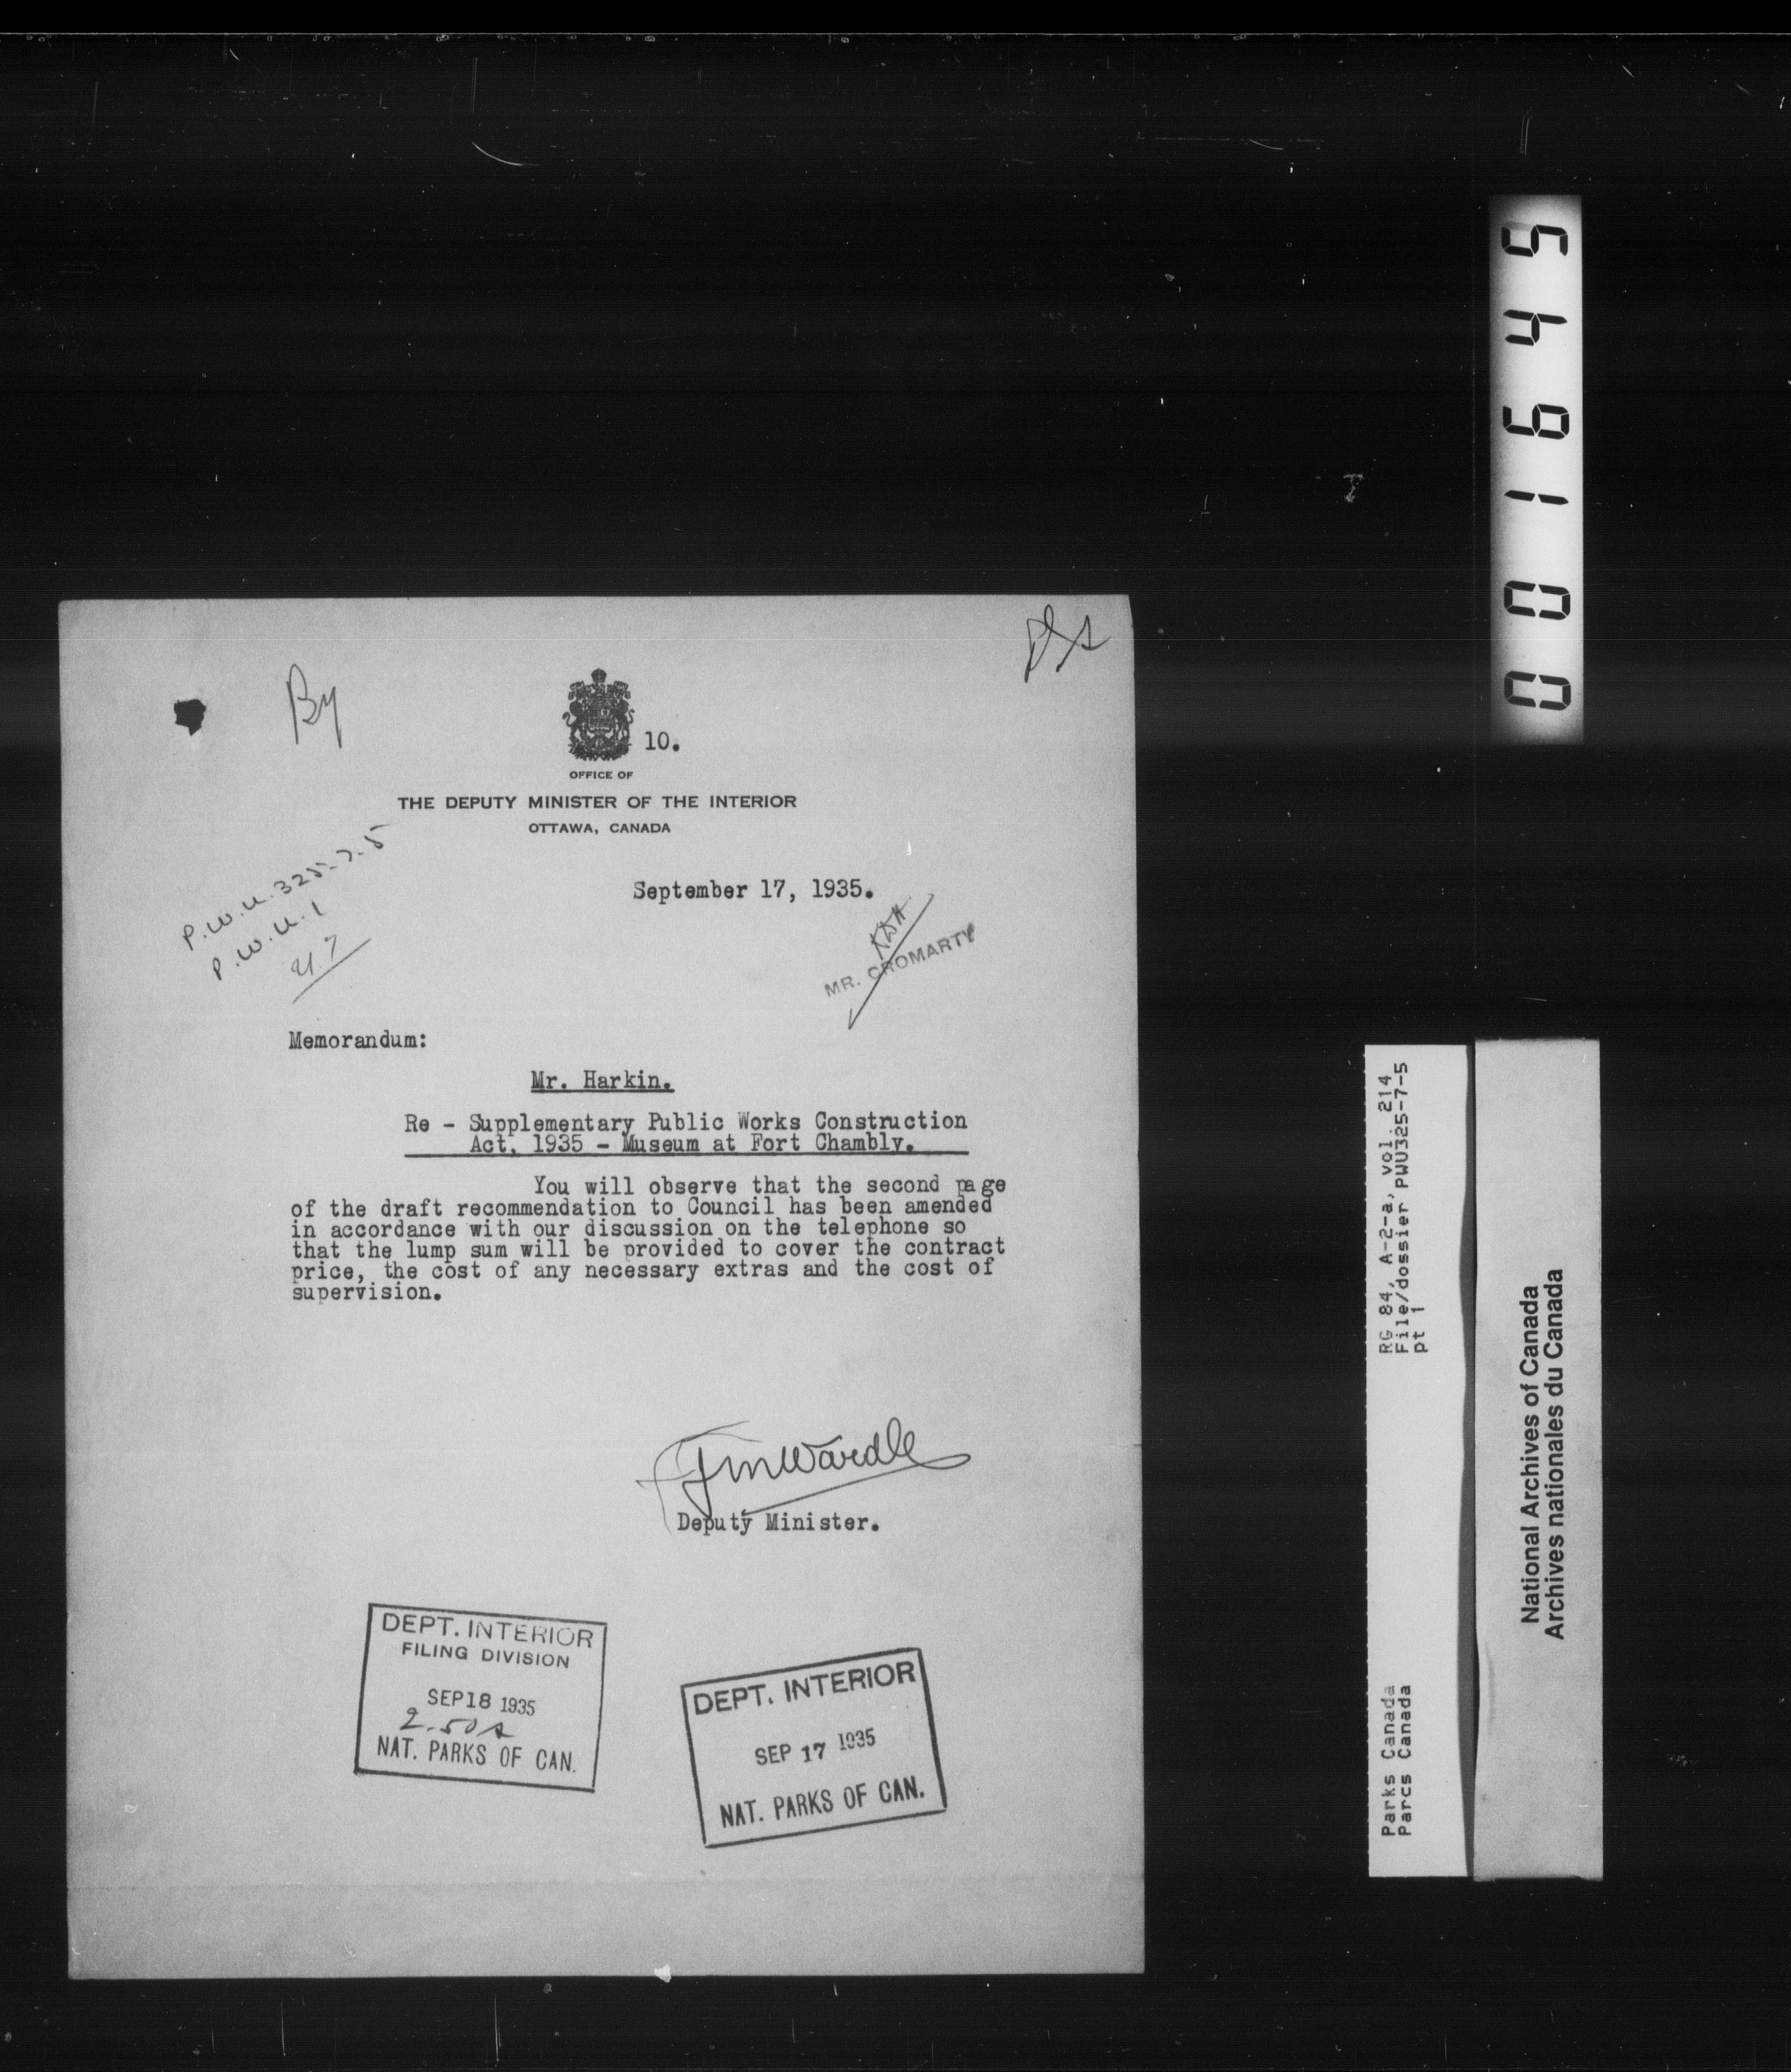 By
10.
OFFICE OF
THE DEPUTY MINISTER OF THE INTERIOR
OTTAWA, CANADA
P.W.U. 325-7-5
P.W.U. 1
September 17, 1935.
MR. CROMARTY
Memorandum:
Mr. Harkin.
Re - Supplementary Public Works Construction
Act, 1935 - Museum at Fort Chambly.
You will observe that the second page
of the draft recommendation to Council has been amended
in accordance with our discussion on the telephone so
that the lump sum will be provided to cover the contract
price, the cost of any necessary extras and the cost of
supervision.
JmWardle
Deputy Minister.
DEPT. INTERIOR
FILING DIVISION
SEP 18 1935
NAT. PARKS OF CAN.
DEPT. INTERIOR
SEP 17 1935
NAT. PARKS OF CAN.
001645
RG 84, A-2-a, vol. 214
File/dossier PWU325-7-5
pt 1
Parks Canada
Parcs Canada
National Archives of Canada
Archives nationales du Canada